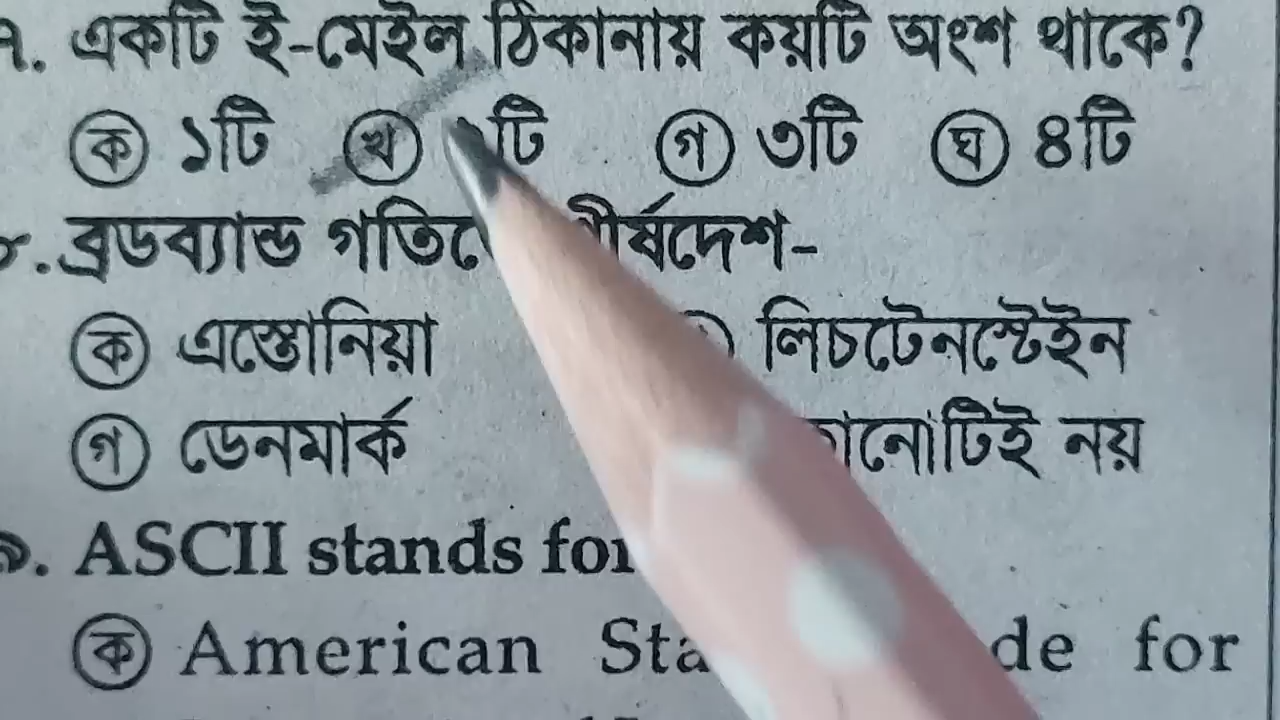 ৭. একটি ই-মেইল ঠিকানায় কয়টি অংশ থাকে?
ক ১টি খ টি গ ৩টি ঘ ৪টি
৮. ব্রডব্যান্ড গতিতে শীর্ষদেশ-
ক এস্তোনিয়া লিচটেনস্টেইন
গ ডেনমার্ক কোনোটিই নয়
৯. ASCII stands for
ক American for